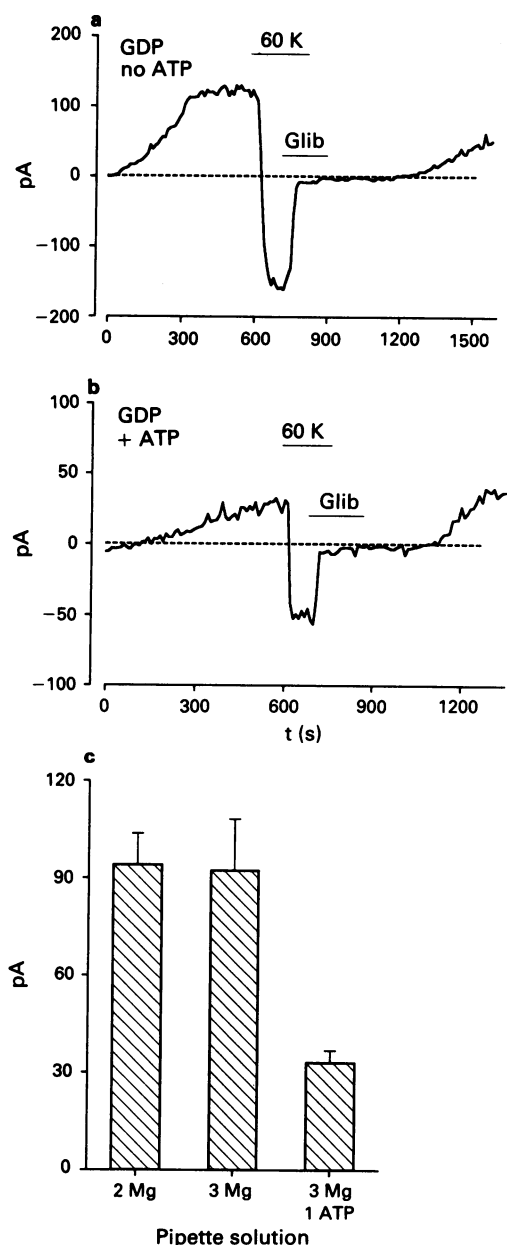 a
200
100
0
−100
−200
pA
GDP
no ATP
60 K
Glib
0 300 600 900 1200 1500
b
100
50
0
−50
−100
pA
GDP
+ ATP
60 K
Glib
0 300 600 900 1200
t (s)
c
120
90
60
30
0
pA
2 Mg 3 Mg 3 Mg
1 ATP
Pipette solution